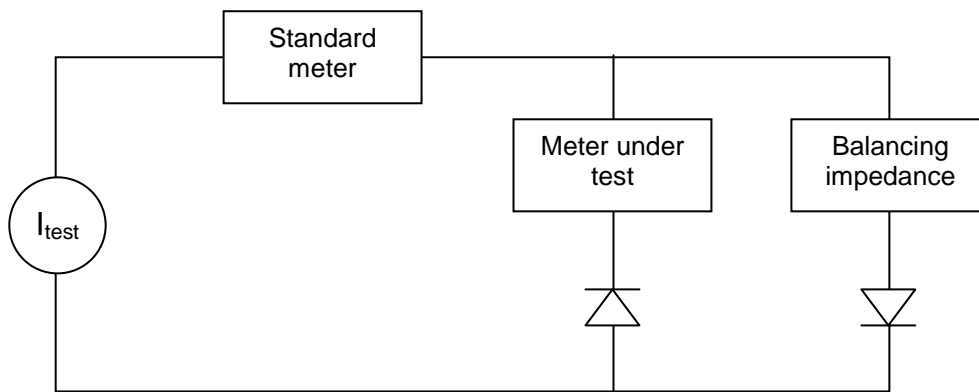 Standard
meter
Meter under
test
Balancing
impedance
Itest